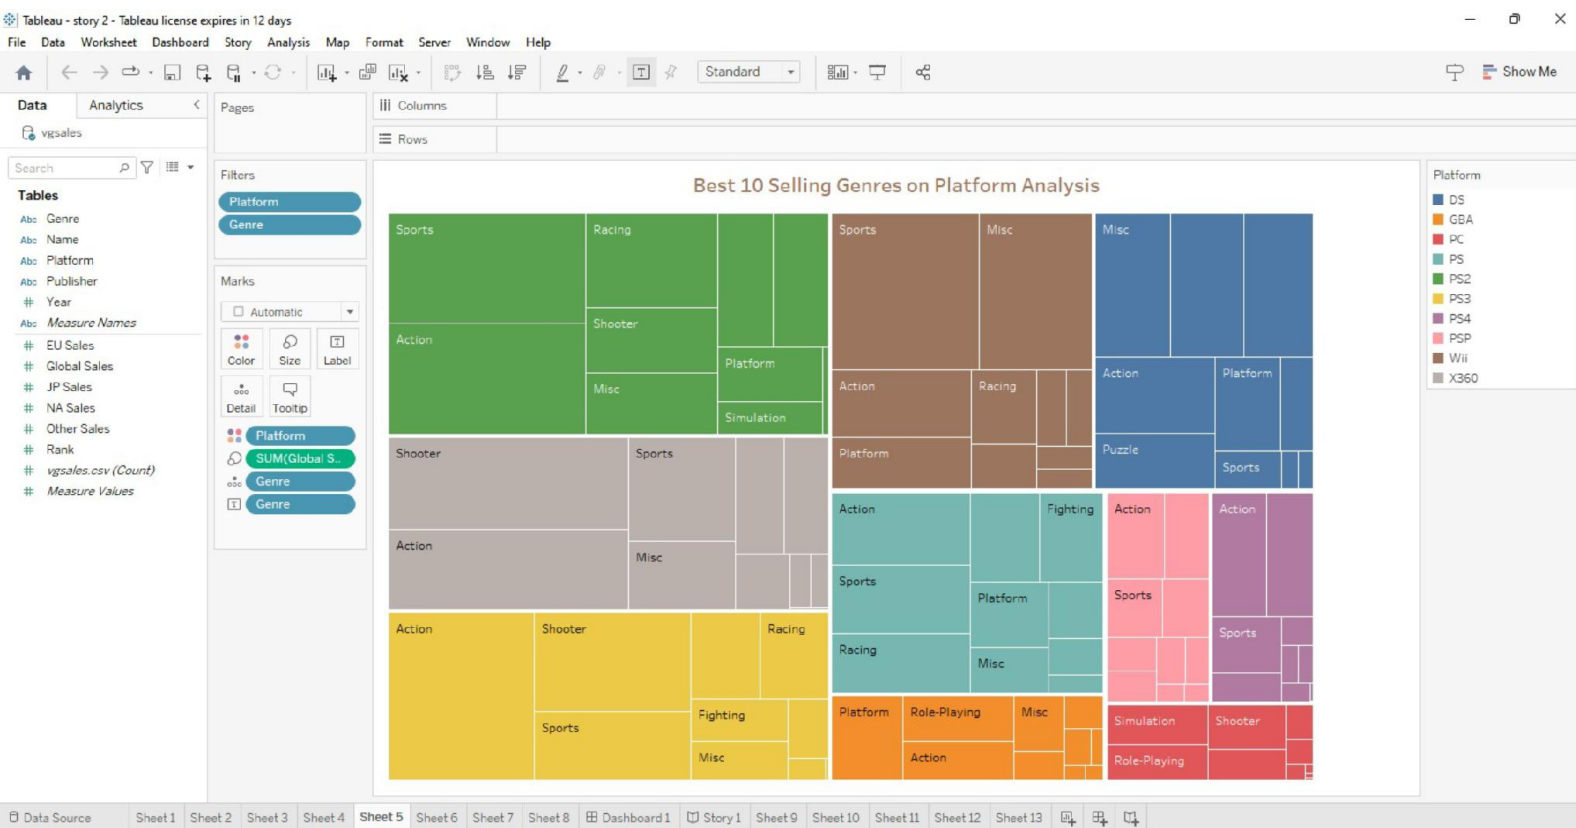 Tableau - story 2 - Tableau license expires in 12 days
File Data Worksheet Dashboard Story Analysis Map Format Server Window Help
Standard
Show Me
Data Analytics
vgsales
Search
Tables
Abc Genre
Abc Name
Abc Platform
Abc Publisher
# Year
Abc Measure Names
# EU Sales
# Global Sales
# JP Sales
# NA Sales
# Other Sales
# Rank
# vgsales.csv (Count)
# Measure Values
Pages
Filters
Platform
Genre
Marks
Automatic
Color Size Label
Detail Tooltip
Platform
SUM(Global S..
Genre
Genre
Columns
Rows
Best 10 Selling Genres on Platform Analysis
Sports
Racing
Shooter
Action
Misc
Platform
Simulation
Sports
Misc
Action
Racing
Platform
Misc
Action
Platform
Puzzle
Sports
Shooter
Sports
Action
Misc
Action
Fighting
Sports
Platform
Racing
Misc
Action
Sports
Action
Sports
Action
Shooter
Racing
Fighting
Sports
Misc
Platform
Role-Playing
Misc
Action
Simulation
Shooter
Role-Playing
Platform
DS
GBA
PC
PS
PS2
PS3
PS4
PSP
Wii
X360
Data Source Sheet 1 Sheet 2 Sheet 3 Sheet 4 Sheet 5 Sheet 6 Sheet 7 Sheet 8 Dashboard 1 Story 1 Sheet 9 Sheet 10 Sheet 11 Sheet 12 Sheet 13